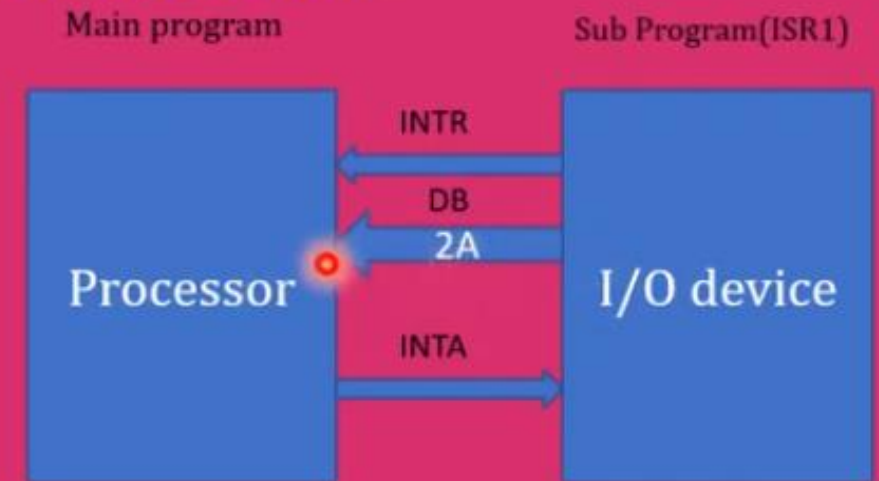 Main program
Sub Program(ISR1)
INTR
DB
2A
Processor
I/O device
INTA